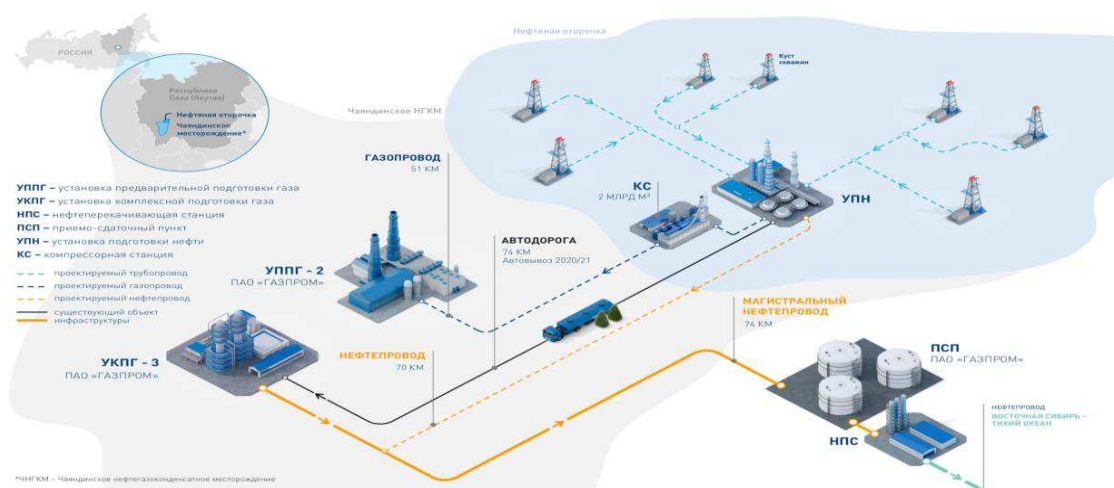 РОССИЯ
Республика
Саха (Якутия)
Нефтяная оторочка
Чаяндинское
месторождение*
УППГ – установка предварительной подготовки газа
УКПГ – установка комплексной подготовки газа
НПС – нефтеперекачивающая станция
ПСП – приемо-сдаточный пункт
УПН – установка подготовки нефти
КС – компрессорная станция
проектируемый трубопровод
проектируемый газопровод
проектируемый нефтепровод
существующий объект
инфраструктуры
Нефтяная оторочка
Чаяндинское НГКМ
Куст
скважин
ГАЗОПРОВОД
51 КМ
КС
2 МЛРД М³
УПН
АВТОДОРОГА
74 КМ
Автовывоз 2020/21
УППГ - 2
ПАО «ГАЗПРОМ»
УКПГ - 3
ПАО «ГАЗПРОМ»
НЕФТЕПРОВОД
70 КМ
МАГИСТРАЛЬНЫЙ
НЕФТЕПРОВОД
74 КМ
ПСП
ПАО «ГАЗПРОМ»
НПС
НЕФТЕПРОВОД
ВОСТОЧНАЯ СИБИРЬ –
ТИХИЙ ОКЕАН
*ЧНГКМ – Чаяндинское нефтегазоконденсатное месторождение